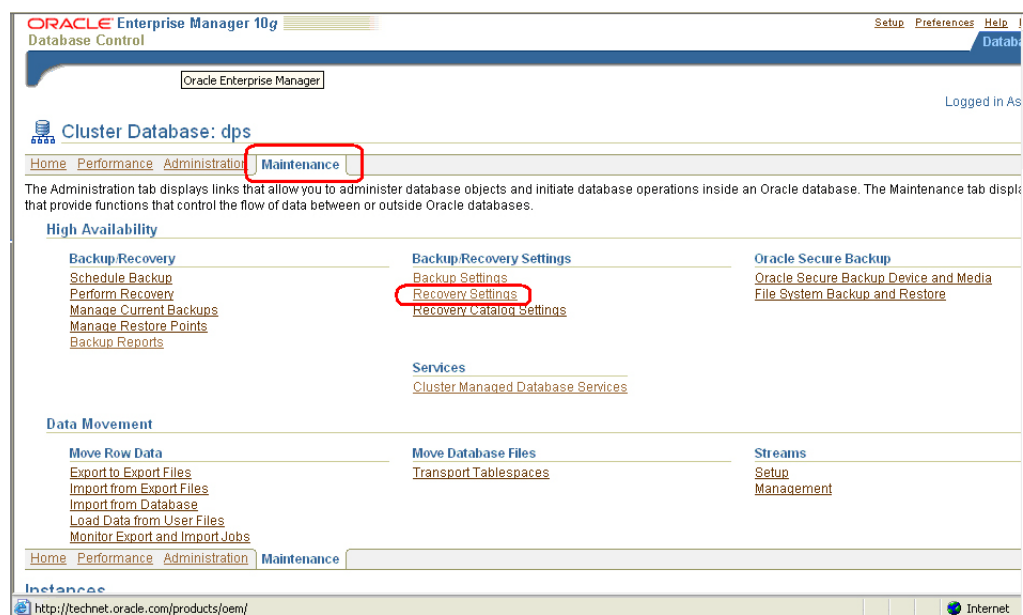 ORACLE Enterprise Manager 10g
Database Control
Setup Preferences Help
Oracle Enterprise Manager
Logged in As
Cluster Database: dps
Home Performance Administration Maintenance
The Administration tab displays links that allow you to administer database objects and initiate database operations inside an Oracle database. The Maintenance tab
that provide functions that control the flow of data between or outside Oracle databases.
High Availability
Backup/Recovery
Schedule Backup
Perform Recovery
Manage Current Backups
Manage Restore Points
Backup Reports
Backup/Recovery Settings
Backup Settings
Recovery Settings
Recovery Catalog Settings
Oracle Secure Backup
Oracle Secure Backup Device and Media
File System Backup and Restore
Services
Cluster Managed Database Services
Data Movement
Move Row Data
Export to Export Files
Import from Export Files
Import from Database
Load Data from User Files
Monitor Export and Import Jobs
Move Database Files
Transport Tablespaces
Streams
Setup
Management
Home Performance Administration Maintenance
Instances
http://technet.oracle.com/products/oem/
Internet